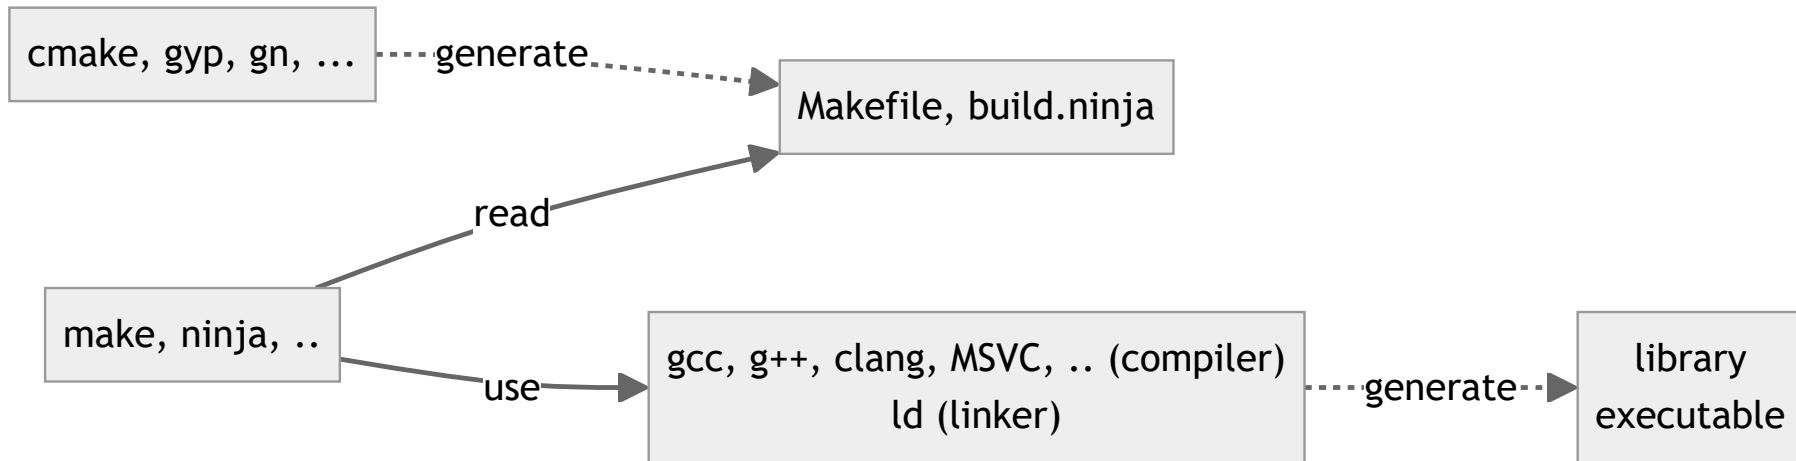 cmake, gyp, gn, ...
generate
Makefile, build.ninja
read
make, ninja, ..
use
gcc, g++, clang, MSVC, .. (compiler)
ld (linker)
generate
library
executable